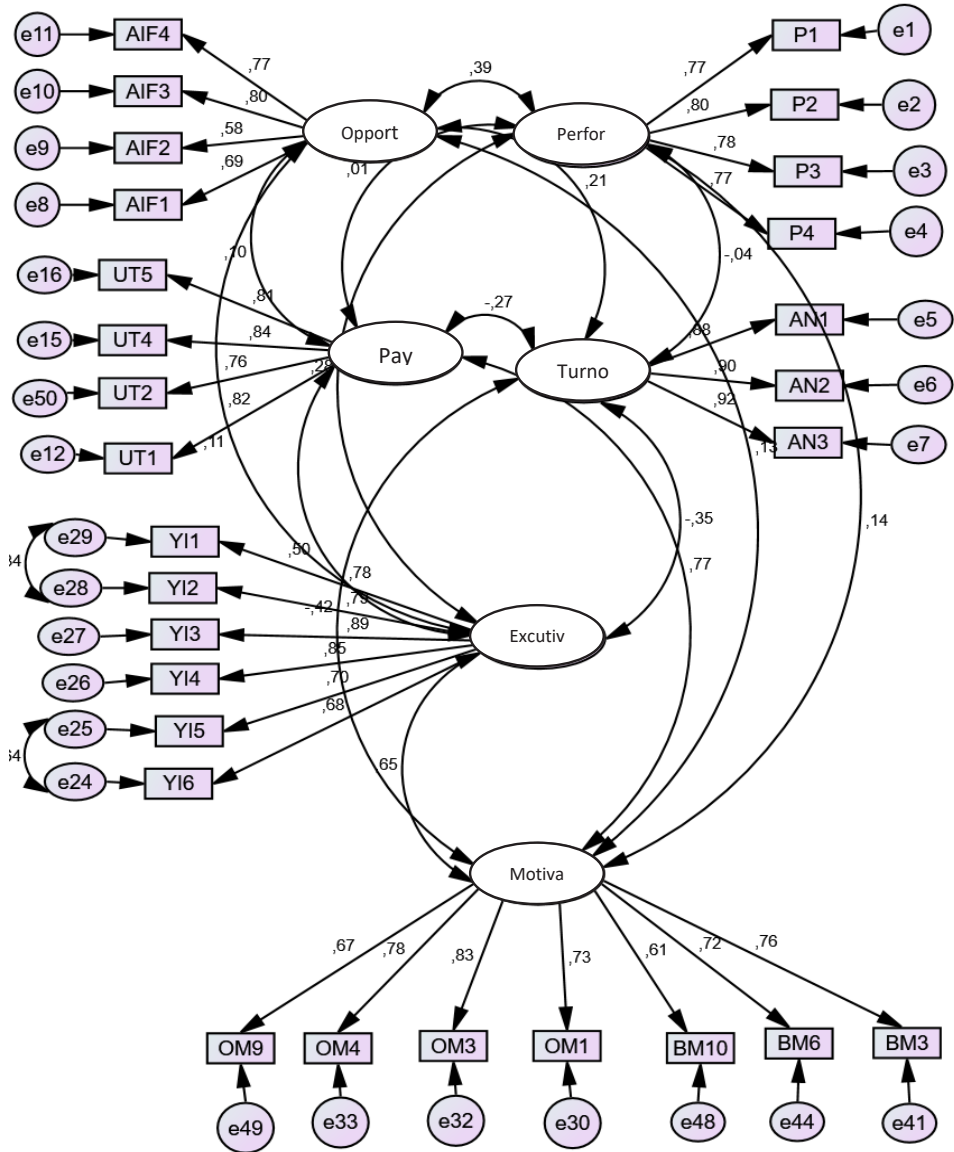 e11 AIF4 P1 e1
,77 ,39 ,77
e10 AIF3 ,80 ,80 P2 e2
Opport Perfor
e9 AIF2 ,58 ,78 P3 e3
,69 ,01 ,21 ,77
e8 AIF1 P4 e4
,10 -,04
e16 UT5 ,81 -,27
AN1 e5
e15 UT4 ,84 ,88
Pay Turno
,76 ,28 ,90
e50 UT2 ,82 AN2 e6
,92
e12 UT1 ,11 ,13 AN3 e7
e29 YI1 ,50 -,35 ,14
,78 ,77
e28 YI2 -,42 ,79
e27 YI3 ,89 Excutiv
,85
e26 YI4 ,70
,68
e25 YI5
65
e24 YI6
Motiva
,67 ,78 ,83 ,73 ,61 ,72 ,76
OM9 OM4 OM3 OM1 BM10 BM6 BM3
e49 e33 e32 e30 e48 e44 e41